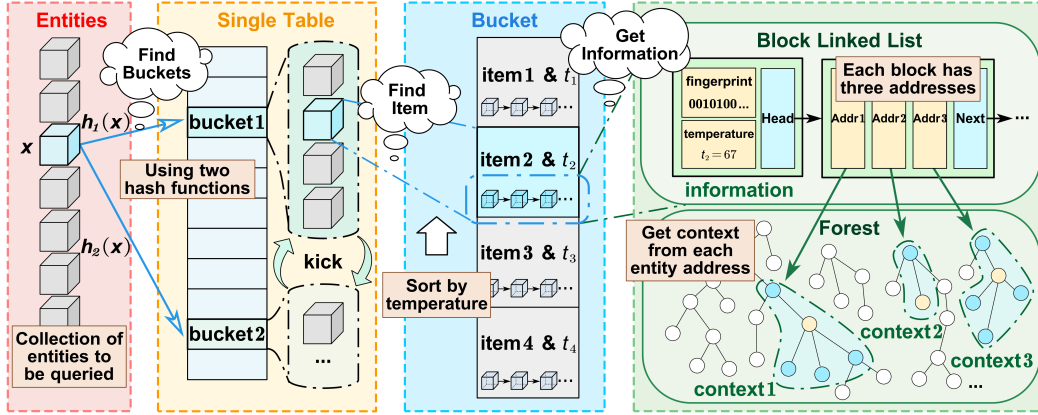 Entities
Find
Buckets
x
h₁(x)
h₂(x)
Collection of
entities to
be queried
Single Table
bucket1
Using two
hash functions
kick
bucket2
...
Bucket
Find
Item
item1 & t₁
...
item2 & t₂
...
Sort by
temperature
item3 & t₃
...
item4 & t₄
...
Get
Information
Block Linked List
fingerprint
0010100...
temperature
t₂ = 67
Head
Each block has
three addresses
Addr1 Addr2 Addr3 Next ...
information
Get context
from each
entity address
Forest
context1
context2
context3
...